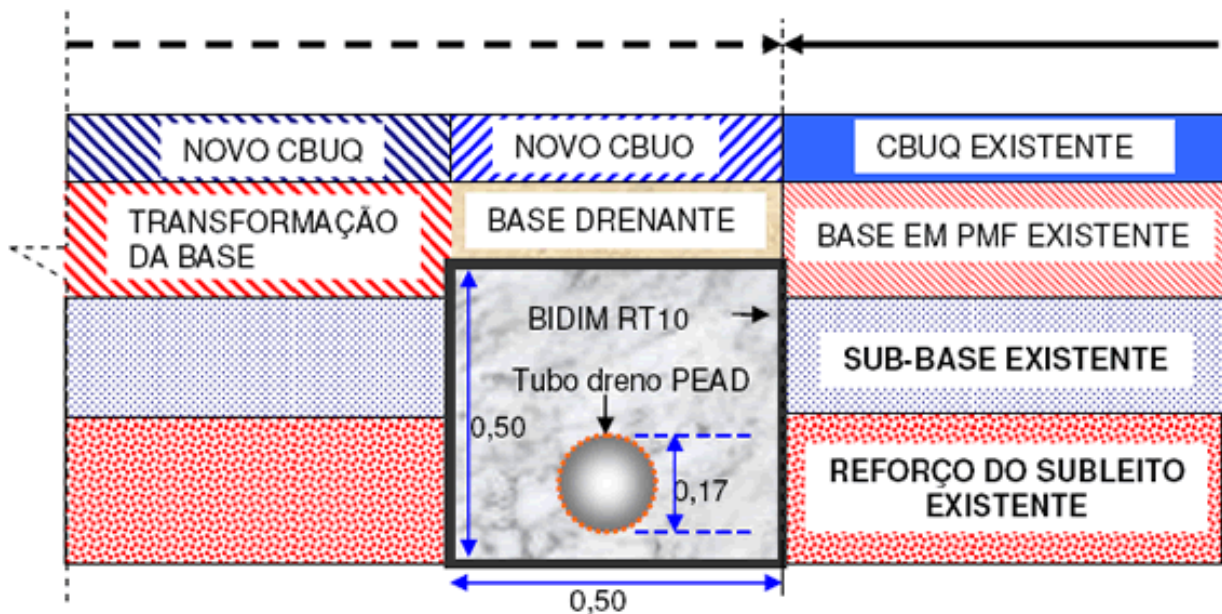 NOVO CBUQ
NOVO CBUO
CBUQ EXISTENTE
TRANSFORMAÇÃO
DA BASE
BASE DRENANTE
BASE EM PMF EXISTENTE
BIDIM RT10
SUB-BASE EXISTENTE
Tubo dreno PEAD
0,50
0,17
REFORÇO DO SUBLEITO
EXISTENTE
0,50